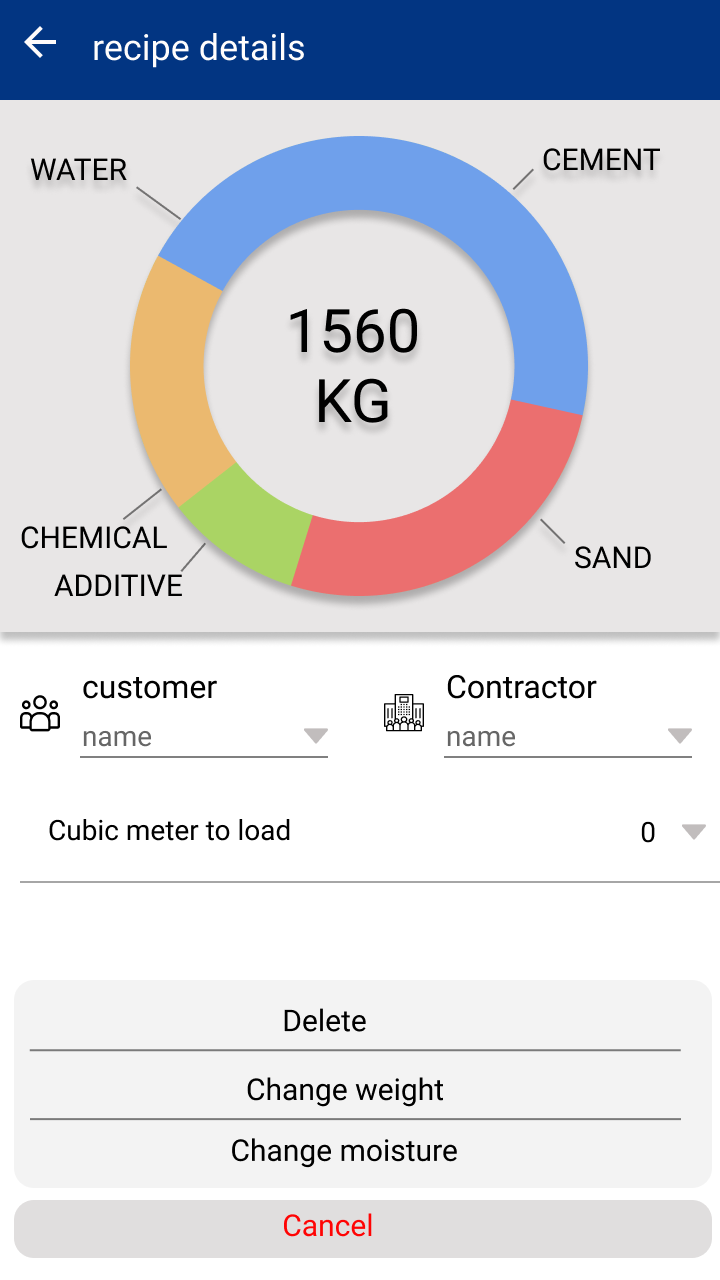 recipe details
WATER
CEMENT
1560
KG
CHEMICAL
ADDITIVE
SAND
customer
name
Contractor
name
Cubic meter to load
0
Delete
Change weight
Change moisture
Cancel